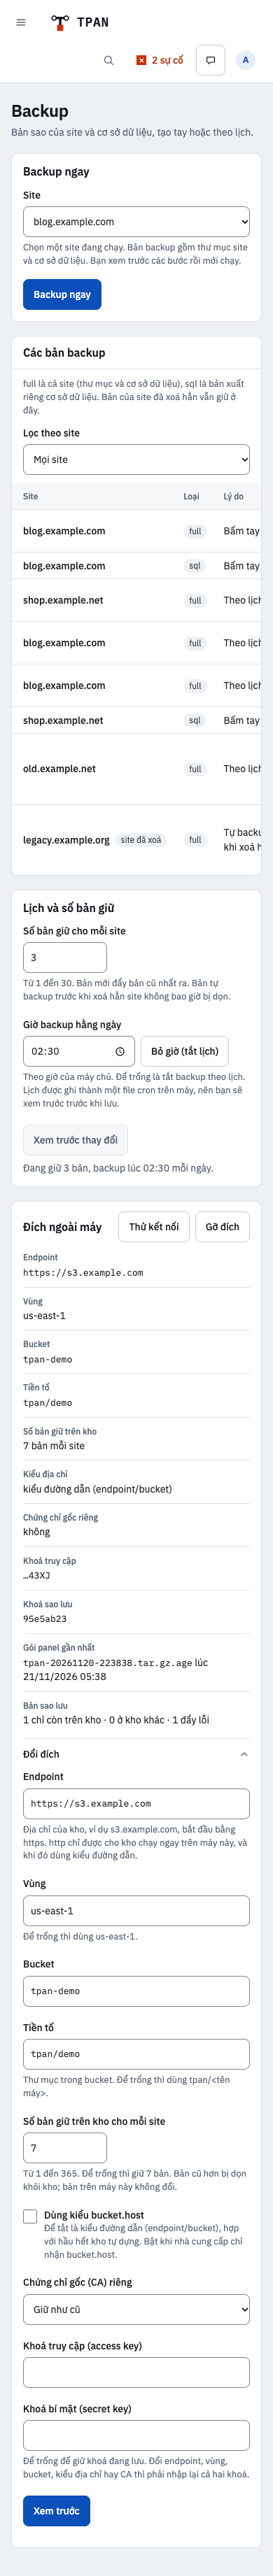 TPAN
2 sự cố
A
Backup
Bản sao của site và cơ sở dữ liệu, tạo tay hoặc theo lịch.
Backup ngay
Site
blog.example.com
Chọn một site đang chạy. Bản backup gồm thư mục site
và cơ sở dữ liệu. Bạn xem trước các bước rồi mới chạy.
Backup ngay
Các bản backup
full là cả site (thư mục và cơ sở dữ liệu), sql là bản xuất
riêng cơ sở dữ liệu. Bản của site đã xoá hẳn vẫn giữ ở
đây.
Lọc theo site
Mọi site
Site Loại Lý do
blog.example.com full Bấm tay
blog.example.com sql Bấm tay
shop.example.net full Theo lịch
blog.example.com full Theo lịch
blog.example.com full Theo lịch
shop.example.net sql Bấm tay
old.example.net full Theo lịch
legacy.example.org site đã xoá full Tự backu
khi xoá h
Lịch và số bản giữ
Số bản giữ cho mỗi site
3
Từ 1 đến 30. Bản mới đẩy bản cũ nhất ra. Bản tự
backup trước khi xoá hẳn site không bao giờ bị dọn.
Giờ backup hằng ngày
02:30 Bỏ giờ (tắt lịch)
Theo giờ của máy chủ. Để trống là tắt backup theo lịch.
Lịch được ghi thành một file cron trên máy, nên bạn sẽ
xem trước trước khi lưu.
Xem trước thay đổi
Đang giữ 3 bản, backup lúc 02:30 mỗi ngày.
Đích ngoài máy Thử kết nối Gỡ đích
Endpoint
https://s3.example.com
Vùng
us-east-1
Bucket
tpan-demo
Tiền tố
tpan/demo
Số bản giữ trên kho
7 bản mỗi site
Kiểu địa chỉ
kiểu đường dẫn (endpoint/bucket)
Chứng chỉ gốc riêng
không
Khoá truy cập
…43XJ
Khoá sao lưu
95e5ab23
Gói panel gần nhất
tpan-20261120-223838.tar.gz.age lúc
21/11/2026 05:38
Bản sao lưu
1 chỉ còn trên kho · 0 ở kho khác · 1 đẩy lỗi
Đổi đích
Endpoint
https://s3.example.com
Địa chỉ của kho, ví dụ s3.example.com, bắt đầu bằng
https. http chỉ được cho kho chạy ngay trên máy này, và
khi đó dùng kiểu đường dẫn.
Vùng
us-east-1
Để trống thì dùng us-east-1.
Bucket
tpan-demo
Tiền tố
tpan/demo
Thư mục trong bucket. Để trống thì dùng tpan/<tên
máy>.
Số bản giữ trên kho cho mỗi site
7
Từ 1 đến 365. Để trống thì giữ 7 bản. Bản cũ hơn bị dọn
khỏi kho; bản trên máy này không đổi.
Dùng kiểu bucket.host
Để tắt là kiểu đường dẫn (endpoint/bucket), hợp
với hầu hết kho tự dựng. Bật khi nhà cung cấp chỉ
nhận bucket.host.
Chứng chỉ gốc (CA) riêng
Giữ như cũ
Khoá truy cập (access key)
Khoá bí mật (secret key)
Để trống để giữ khoá đang lưu. Đổi endpoint, vùng,
bucket, kiểu địa chỉ hay CA thì phải nhập lại cả hai khoá.
Xem trước